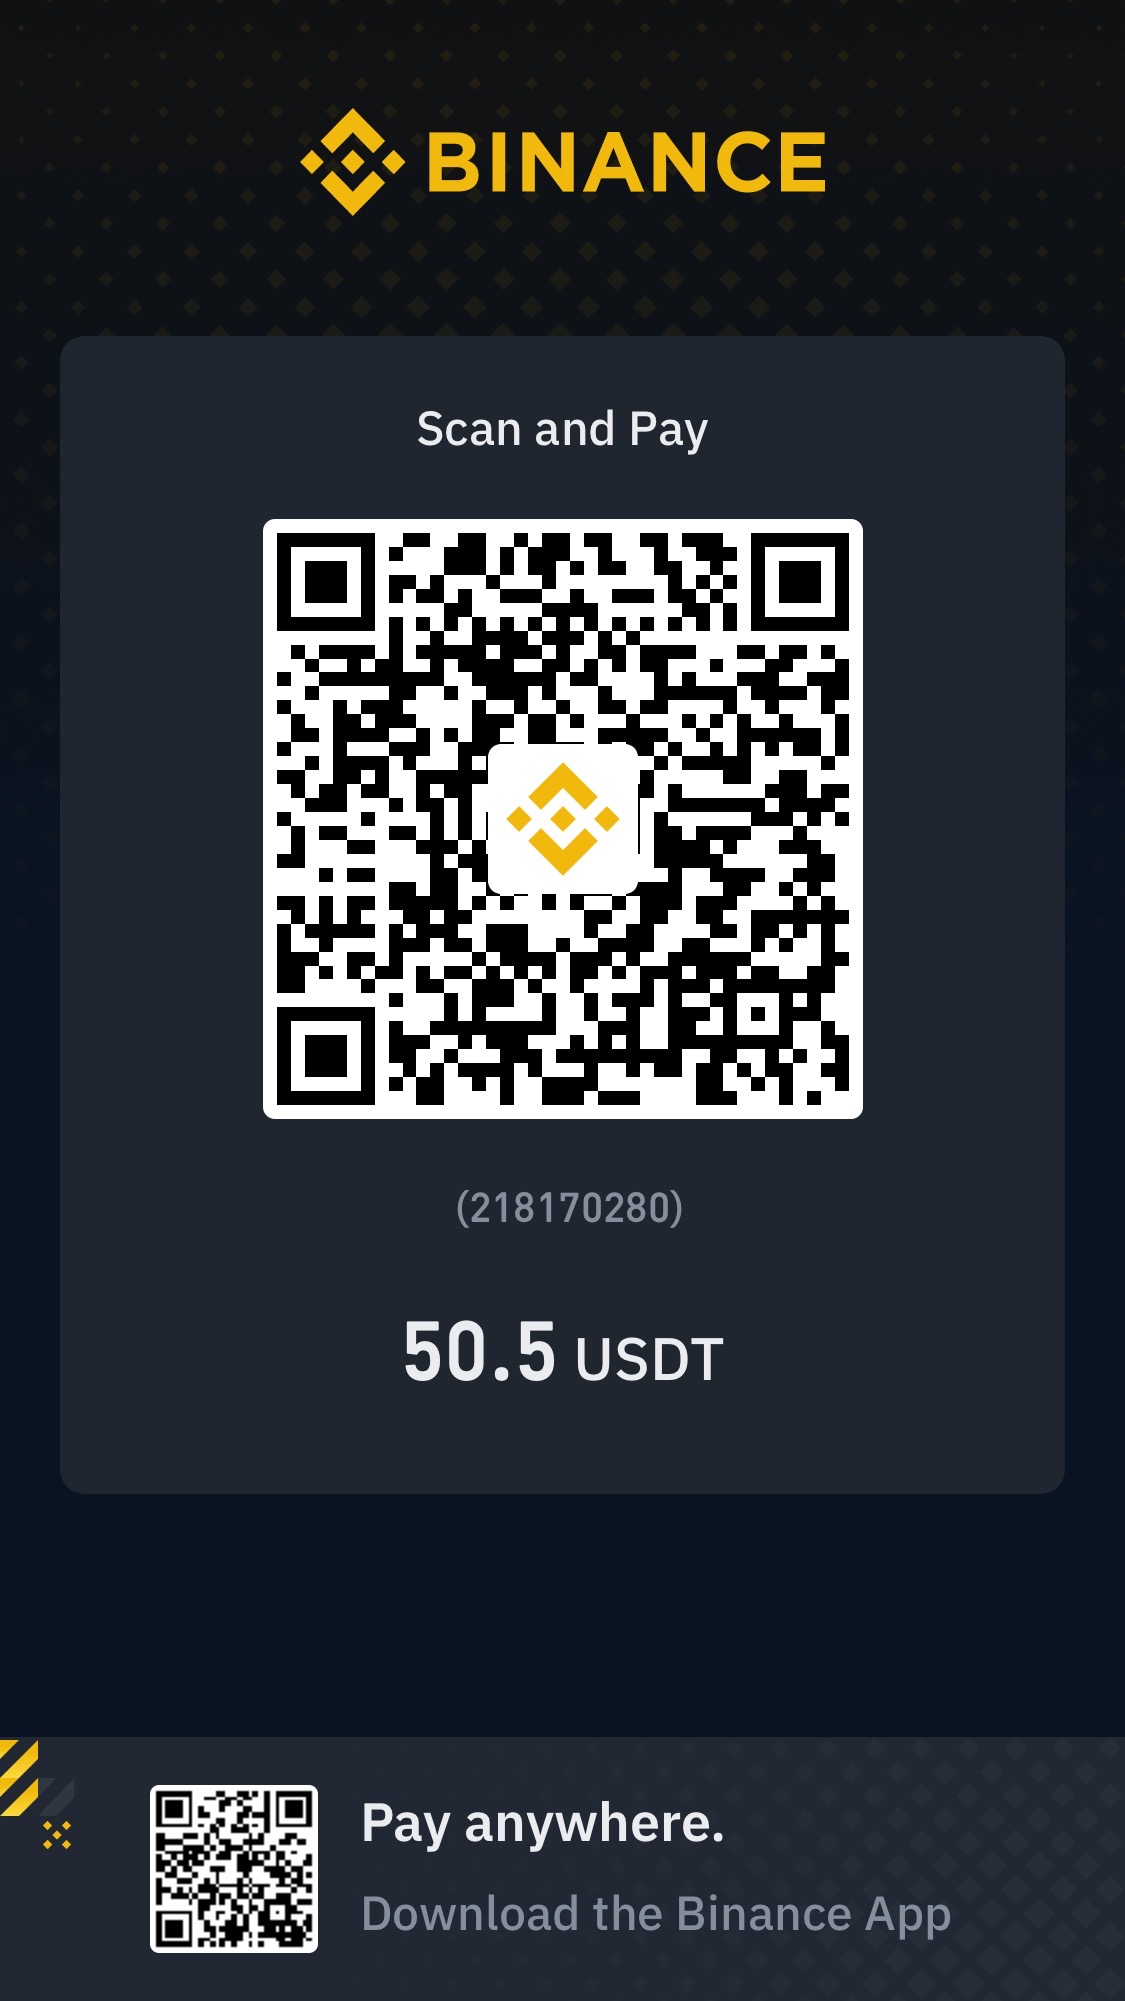 BINANCE
Scan and Pay
(218170280)
50.5 USDT
Pay anywhere.
Download the Binance App